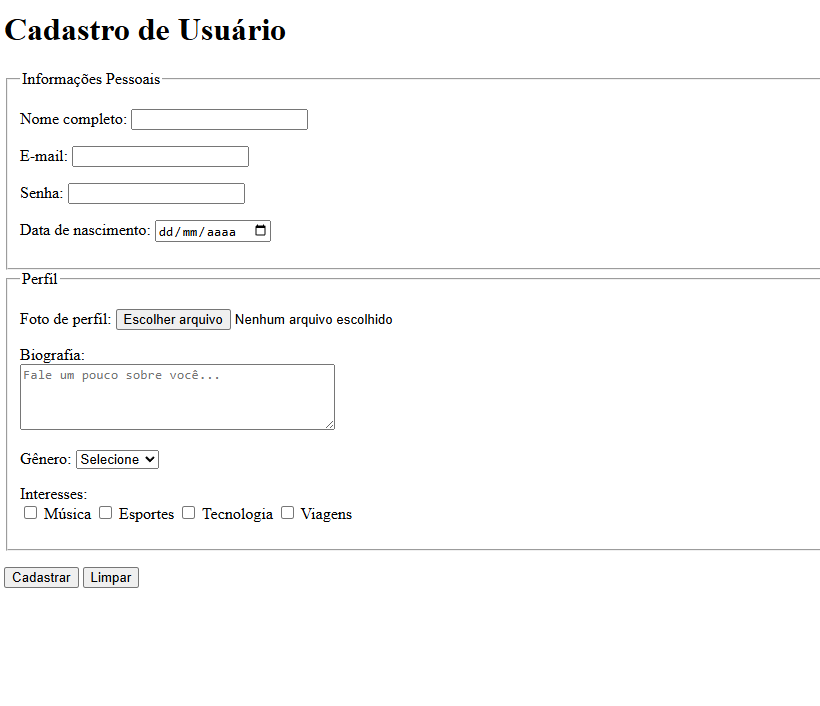 Cadastro de Usuário
Informações Pessoais
Nome completo:
E-mail:
Senha:
Data de nascimento: dd/mm/aaaa
Perfil
Foto de perfil: Escolher arquivo Nenhum arquivo escolhido
Biografia:
Fale um pouco sobre você...
Gênero: Selecione
Interesses:
Música Esportes Tecnologia Viagens
Cadastrar Limpar